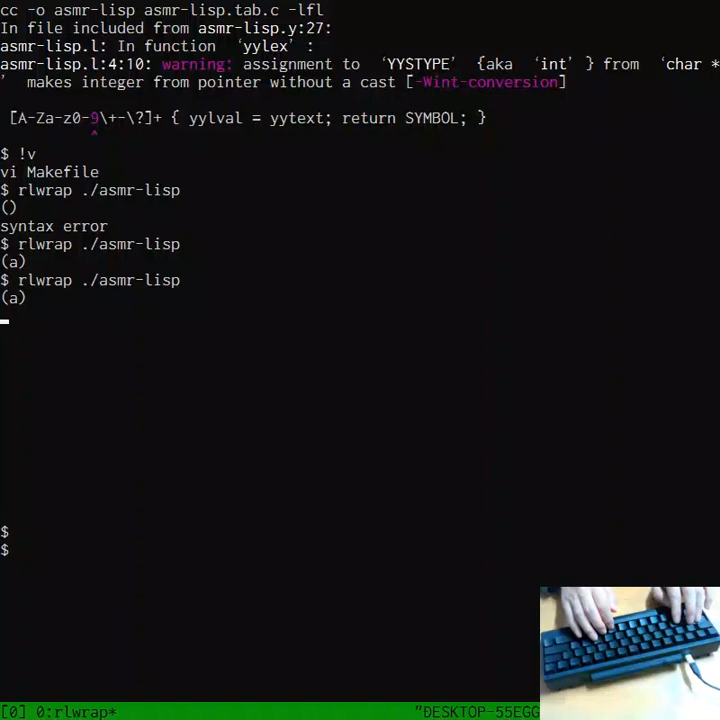 cc -o asmr-lisp asmr-lisp.tab.c -lfl
In file included from asmr-lisp.y:27:
asmr-lisp.l: In function ‘yylex’ :
asmr-lisp.l:4:10: warning: assignment to ‘YYSTYPE’ {aka ‘int’ } from ‘char *
’ makes integer from pointer without a cast [-Wint-conversion]
[A-Za-z0-9\+-\?]+ { yylval = yytext; return SYMBOL; }
^
$ !v
vi Makefile
$ rlwrap ./asmr-lisp
()
syntax error
$ rlwrap ./asmr-lisp
(a)
$ rlwrap ./asmr-lisp
(a)
$
$
[0] 0:rlwrap* "DESKTOP-55EGG